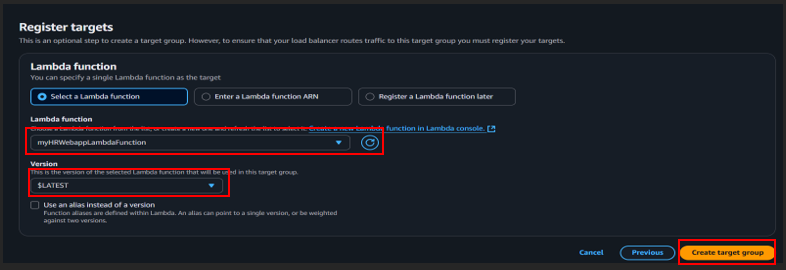 Register targets
This is an optional step to create a target group. However, to ensure that your load balancer routes traffic to this target group you must register your targets.
Lambda function
You can specify a single Lambda function as the target
Select a Lambda function
Enter a Lambda function ARN
Register a Lambda function later
Lambda function
Choose a Lambda function from the list, or create a new one and refresh the list to select it. Create a new Lambda function in Lambda console.
myHRWebappLambdaFunction
Version
This is the version of the selected Lambda function that will be used in this target group.
$LATEST
Use an alias instead of a version
Function aliases are defined within Lambda. An alias can point to a single version, or be weighted
against two versions.
Cancel
Previous
Create target group